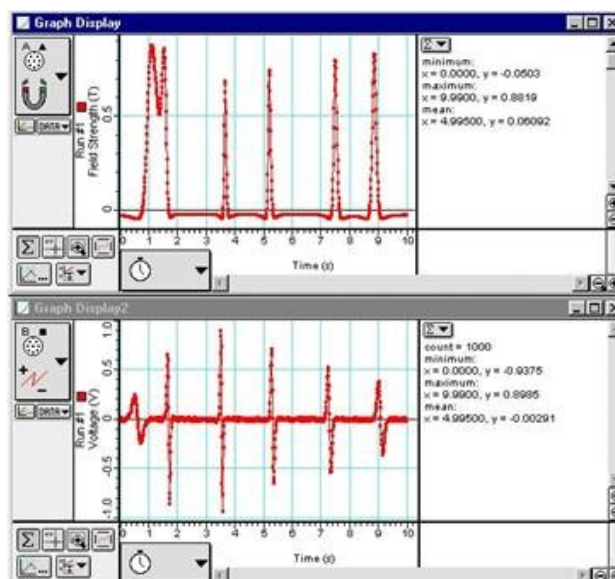 Graph Display
A
DATA
Run #1
Field Strength (T)
0.5
0
0 1 2 3 4 5 6 7 8 9 10
Time (s)
Σ
minimum:
x = 0.0000, y = -0.0503
maximum:
x = 9.9900, y = 0.8819
mean:
x = 4.99500, y = 0.06092
Σ
Graph Display2
B
DATA
Run #1
Voltage (V)
1.0
0.5
0
-0.5
-1.0
0 1 2 3 4 5 6 7 8 9 10
Time (s)
Σ
count = 1000
minimum:
x = 0.0000, y = -0.9375
maximum:
x = 9.9900, y = 0.8985
mean:
x = 4.99500, y = -0.00291
Σ